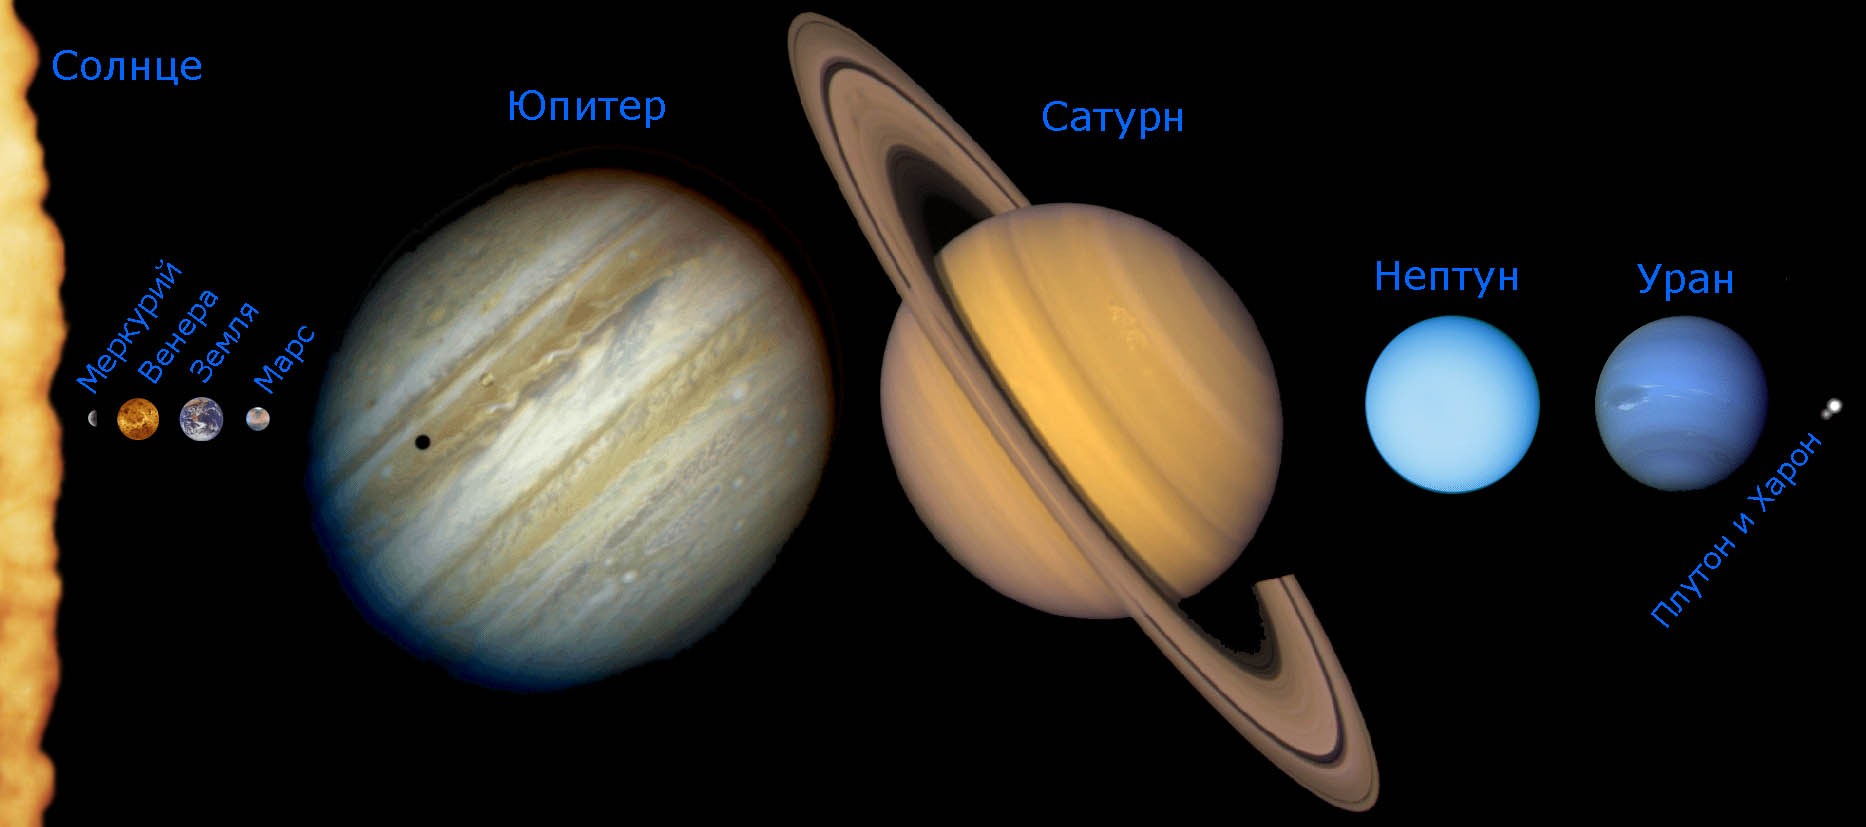 Солнце
Меркурий
Венера
Земля
Марс
Юпитер
Сатурн
Нептун
Уран
Плутон и Харон